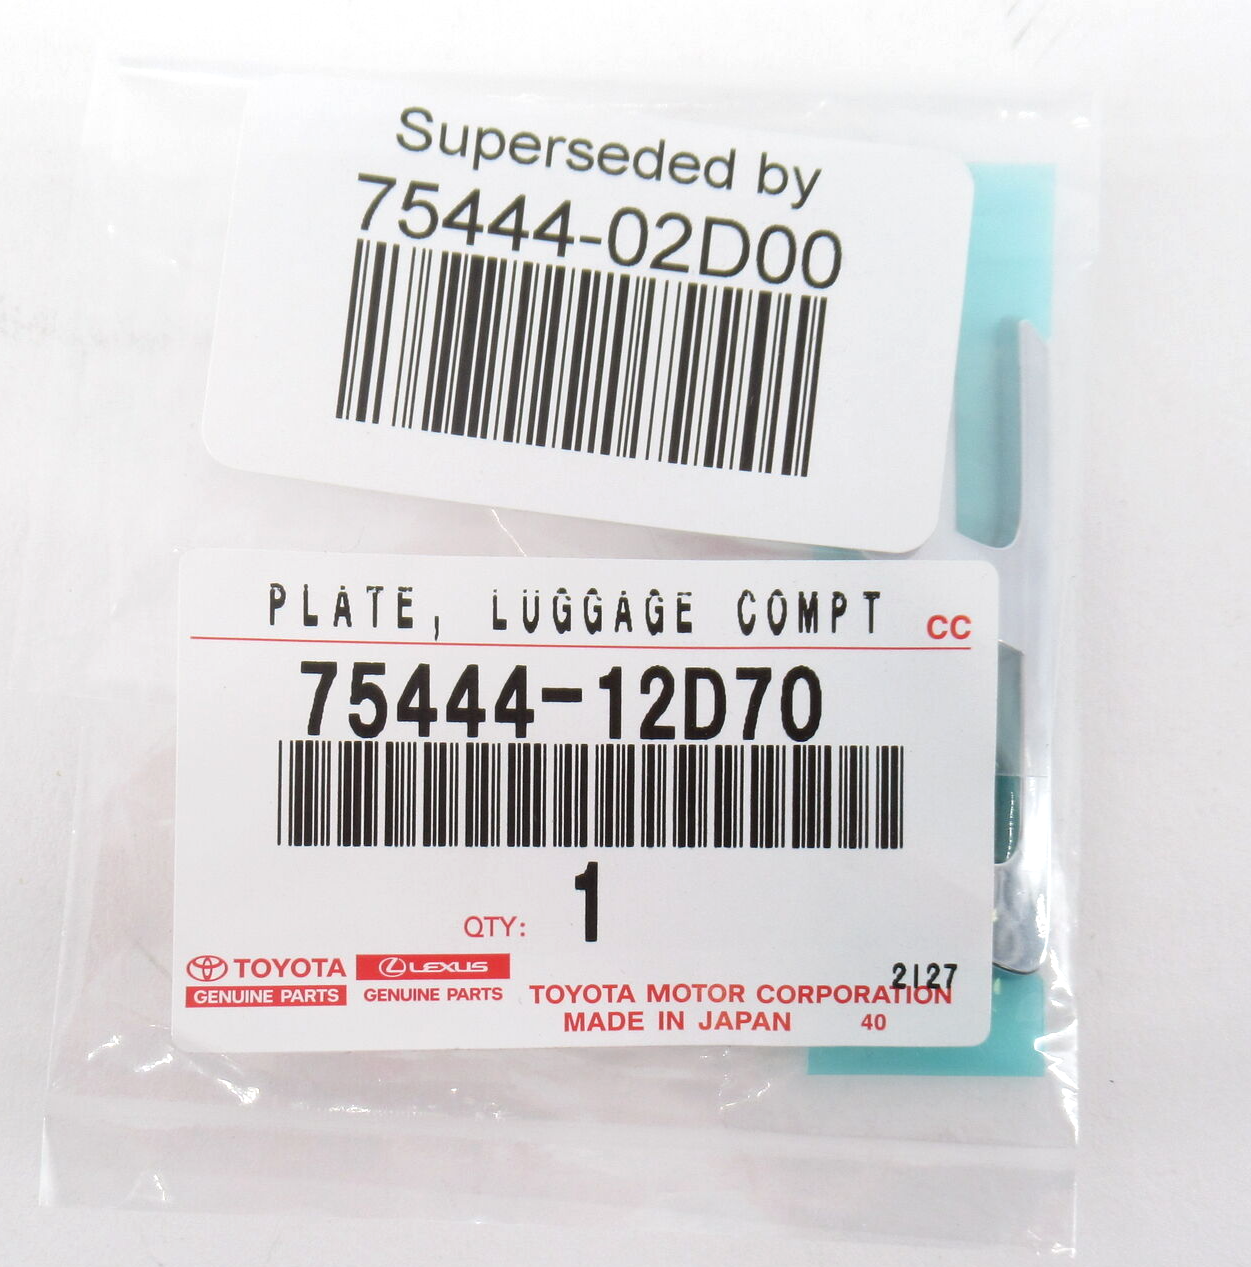 Superseded by
75444-02D00
PLATE, LUGGAGE COMPT CC
75444-12D70
QTY: 1
TOYOTA LEXUS
GENUINE PARTS GENUINE PARTS
2127
TOYOTA MOTOR CORPORATION
MADE IN JAPAN 40